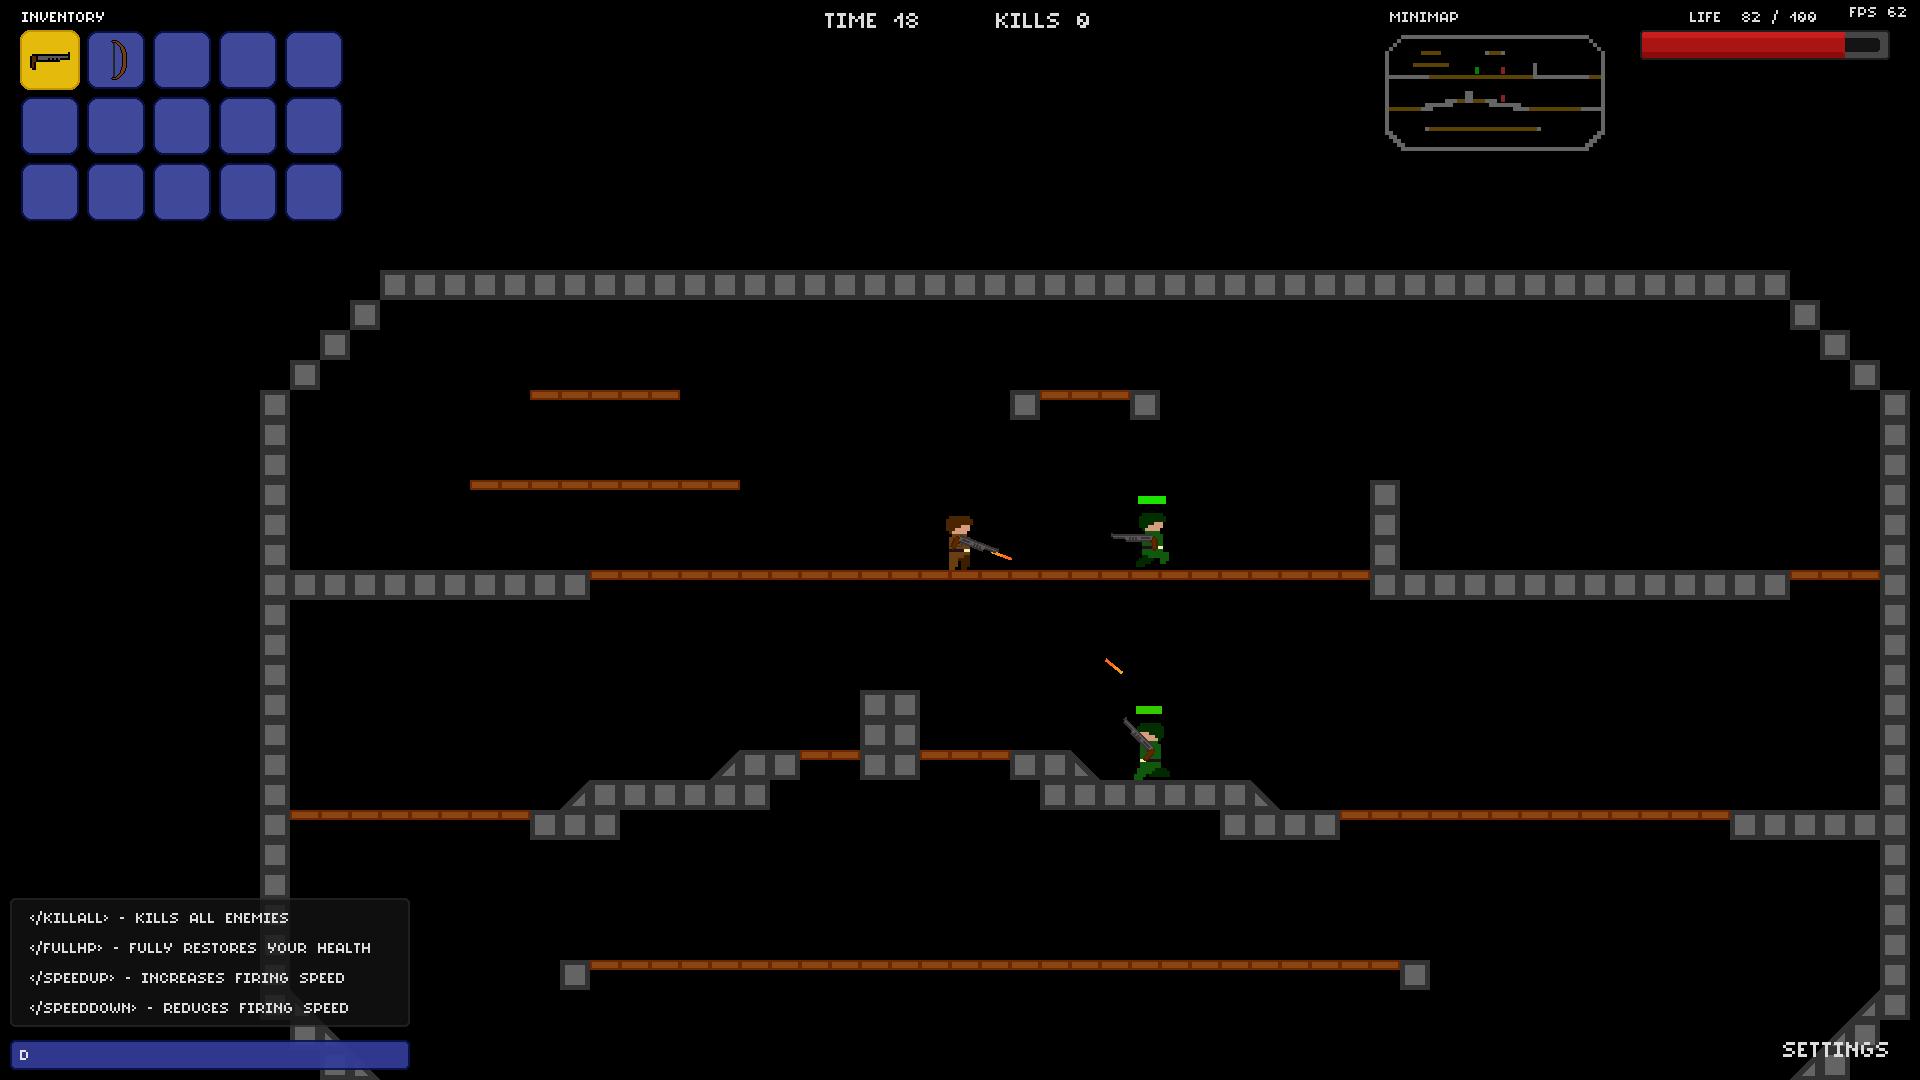 INVENTORY
TIME 48
KILLS 0
MINIMAP
LIFE 82 / 100
FPS 62
</KILLALL> - KILLS ALL ENEMIES
</FULLHP> - FULLY RESTORES YOUR HEALTH
</SPEEDUP> - INCREASES FIRING SPEED
</SPEEDDOWN> - REDUCES FIRING SPEED
D
SETTINGS